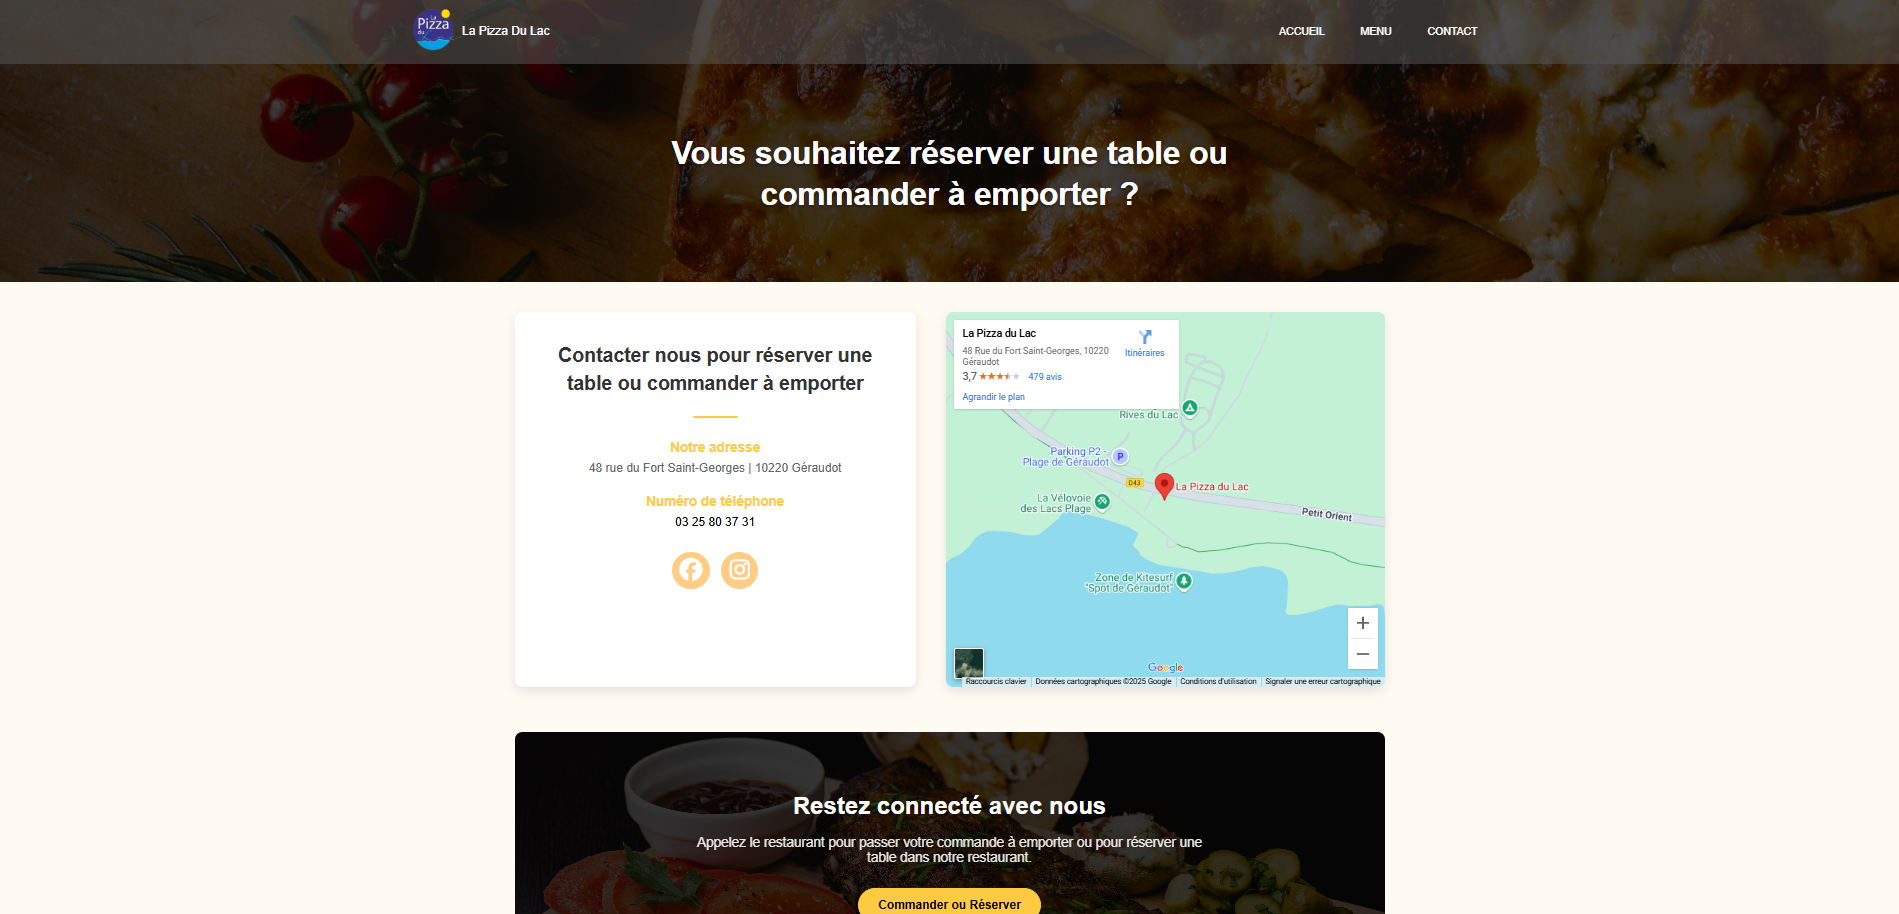 La
Pizza
du
La Pizza Du Lac
ACCUEIL
MENU
CONTACT
Vous souhaitez réserver une table ou
commander à emporter ?
Contacter nous pour réserver une
table ou commander à emporter
Notre adresse
48 rue du Fort Saint-Georges | 10220 Géraudot
Numéro de téléphone
03 25 80 37 31
La Pizza du Lac
48 Rue du Fort Saint-Georges, 10220
Géraudot
3,7
479 avis
Itinéraires
Agrandir le plan
Rives du Lac
Parking P2 -
Plage de Géraudot
P
D43
La Pizza du Lac
La Vélovoie
des Lacs Plage
Petit Orient
Zone de Kitesurf
"Spot de Géraudot"
+
−
Google
Raccourcis clavier
Données cartographiques ©2025 Google
Conditions d'utilisation
Signaler une erreur cartographique
Restez connecté avec nous
Appelez le restaurant pour passer votre commande à emporter ou pour réserver une
table dans notre restaurant.
Commander ou Réserver